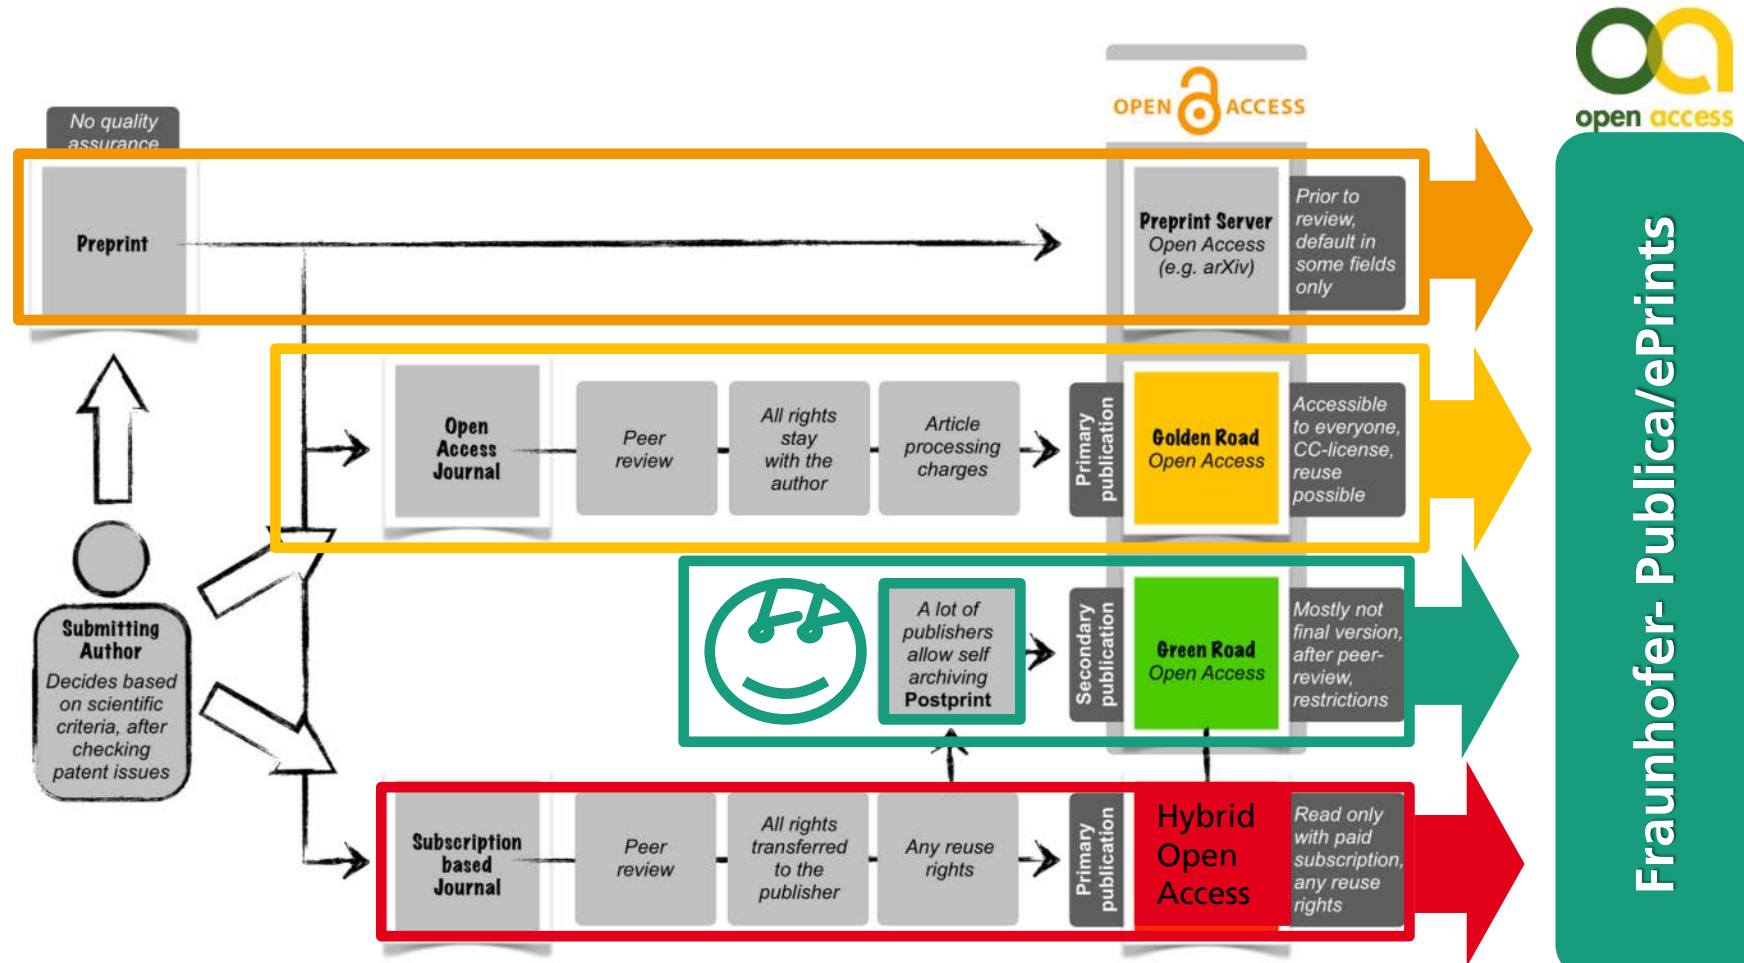 OPEN ACCESS
open access
No quality
assurance
Preprint
Preprint Server
Open Access
(e.g. arXiv)
Prior to
review,
default in
some fields
only
Open
Access
Journal
Peer
review
All rights
stay
with the
author
Article
processing
charges
Primary
publication
Golden Road
Open Access
Accessible
to everyone,
CC-license,
reuse
possible
Submitting
Author
Decides based
on scientific
criteria, after
checking
patent issues
A lot of
publishers
allow self
archiving
Postprint
Secondary
publication
Green Road
Open Access
Mostly not
final version,
after peer-
review,
restrictions
Subscription
based
Journal
Peer
review
All rights
transferred
to the
publisher
Any reuse
rights
Primary
publication
Hybrid
Open
Access
Read only
with paid
subscription,
any reuse
rights
Fraunhofer- Publica/ePrints